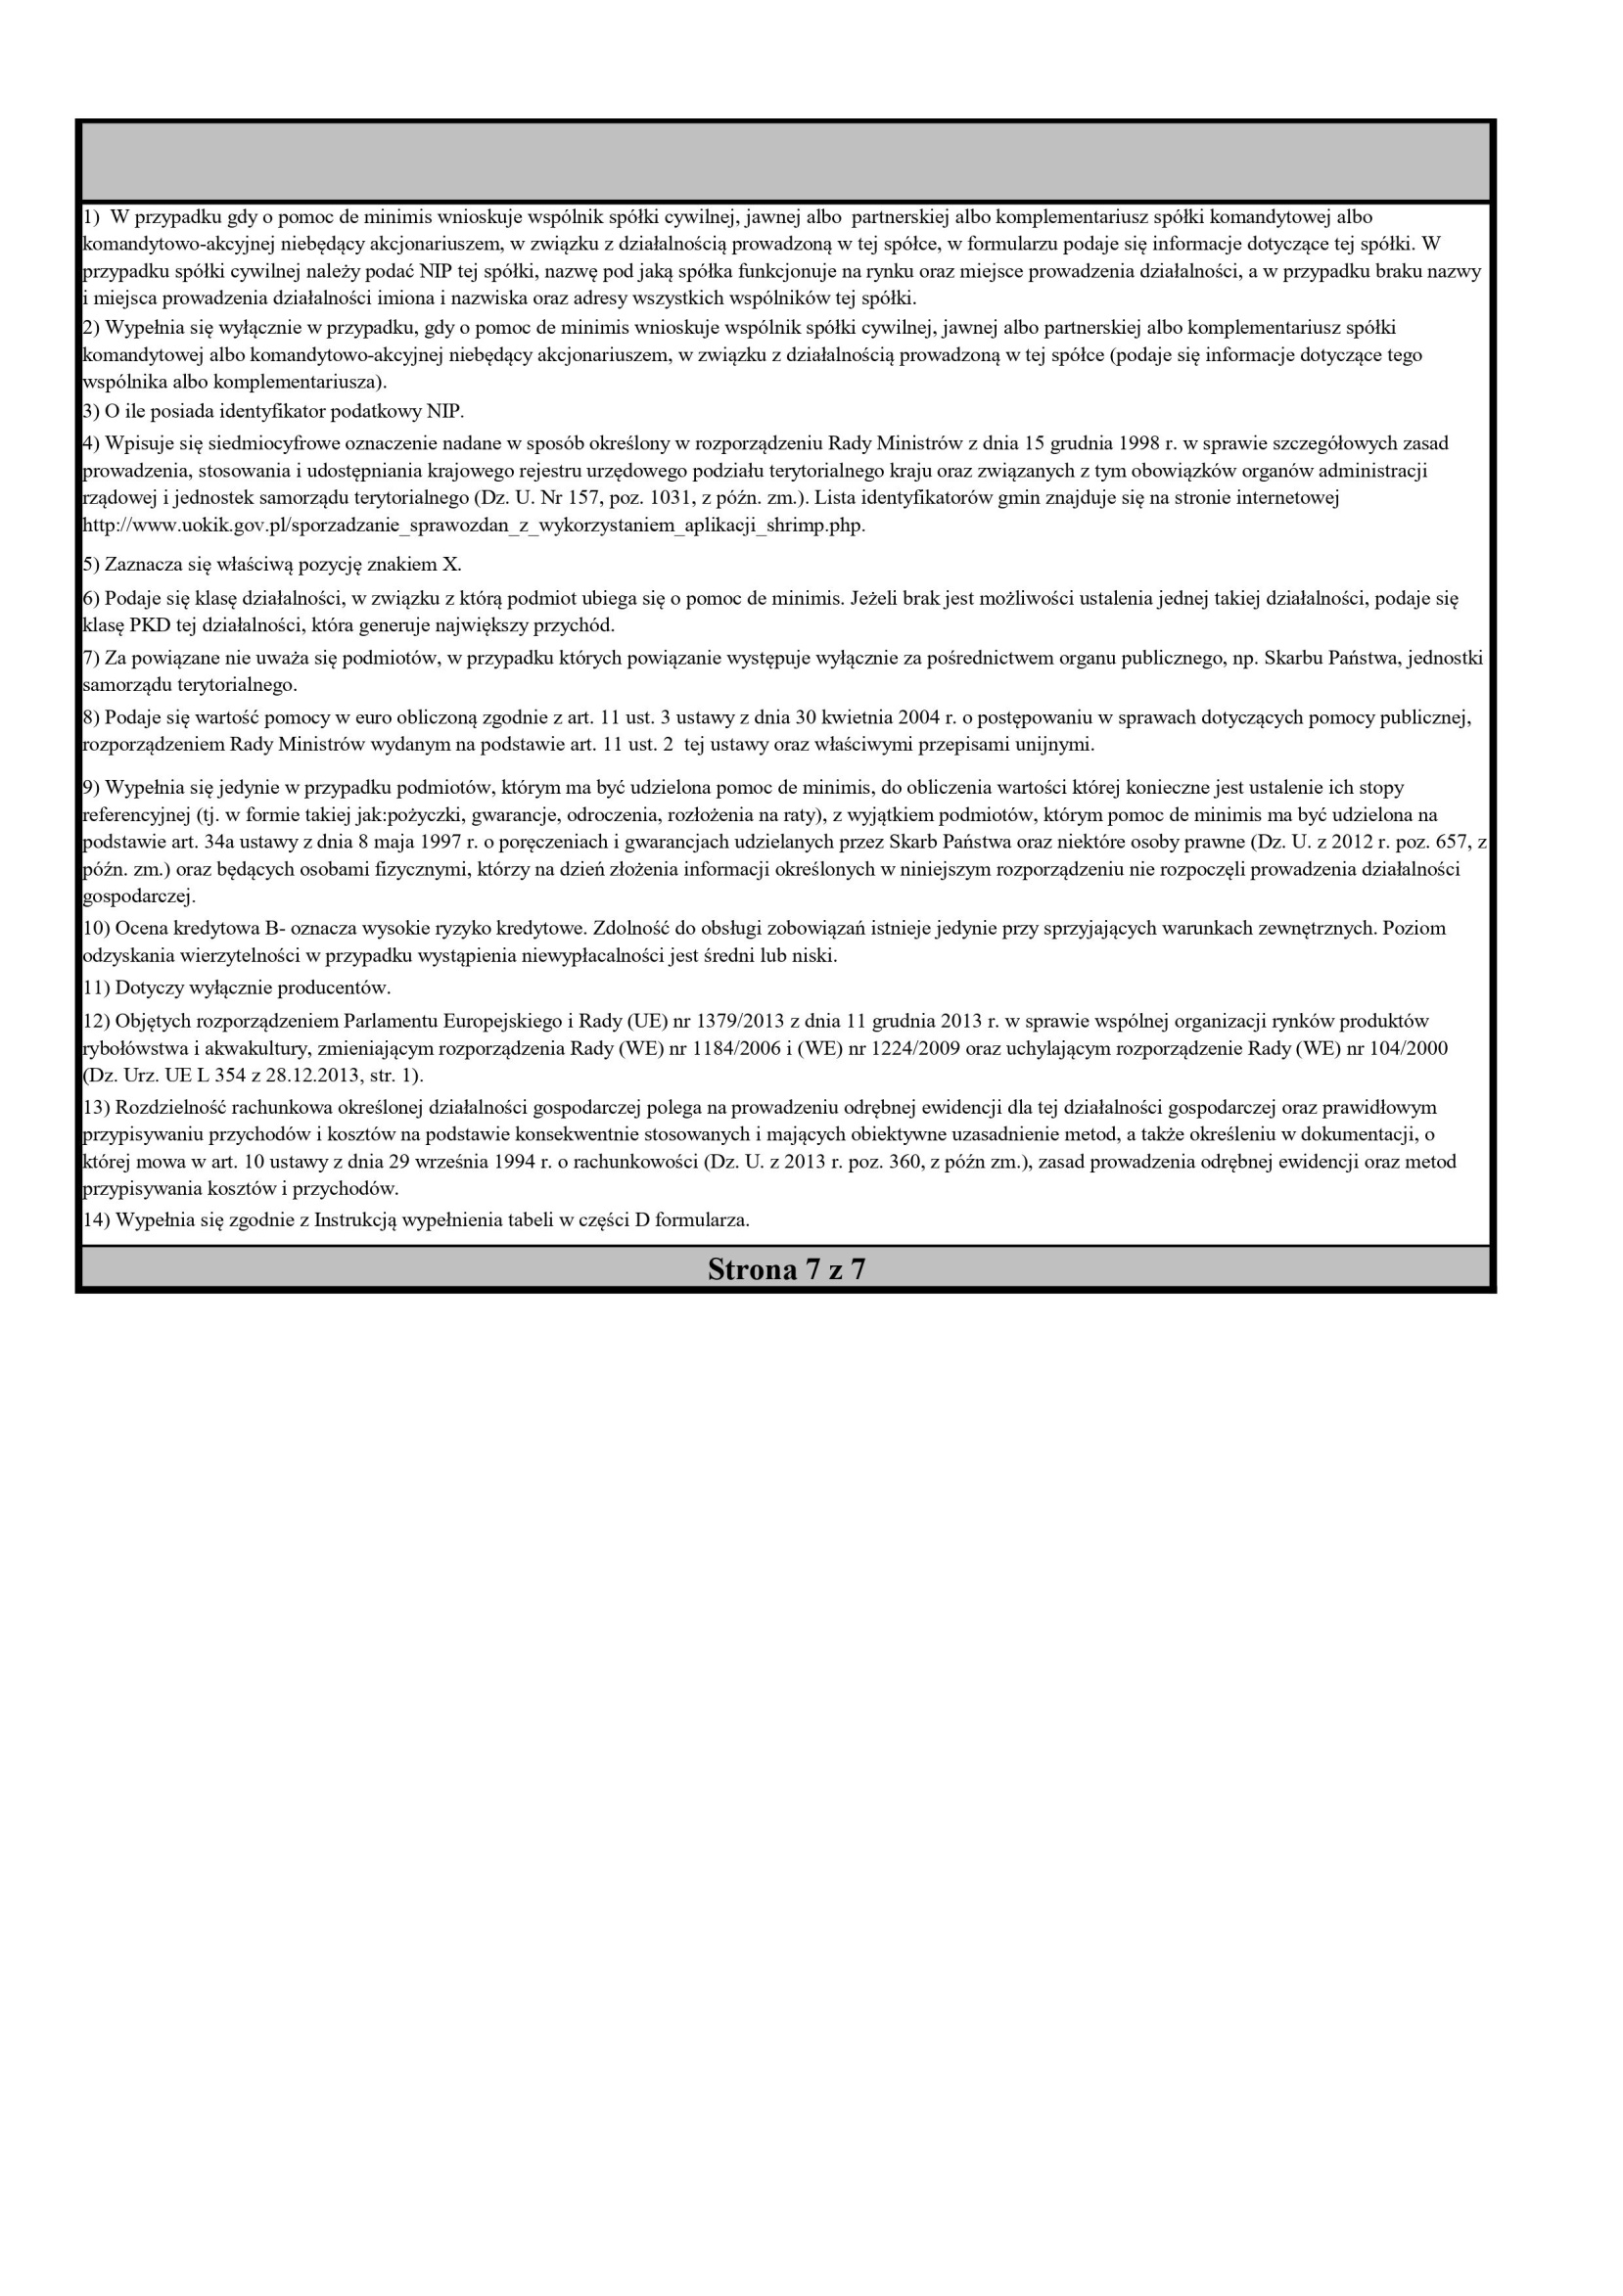 1)  W przypadku gdy o pomoc de minimis wnioskuje wspólnik spółki cywilnej, jawnej albo  partnerskiej albo komplementariusz spółki komandytowej albo
komandytowo-akcyjnej niebędący akcjonariuszem, w związku z działalnością prowadzoną w tej spółce, w formularzu podaje się informacje dotyczące tej spółki. W
przypadku spółki cywilnej należy podać NIP tej spółki, nazwę pod jaką spółka funkcjonuje na rynku oraz miejsce prowadzenia działalności, a w przypadku braku nazwy
i miejsca prowadzenia działalności imiona i nazwiska oraz adresy wszystkich wspólników tej spółki.
2) Wypełnia się wyłącznie w przypadku, gdy o pomoc de minimis wnioskuje wspólnik spółki cywilnej, jawnej albo partnerskiej albo komplementariusz spółki
komandytowej albo komandytowo-akcyjnej niebędący akcjonariuszem, w związku z działalnością prowadzoną w tej spółce (podaje się informacje dotyczące tego
wspólnika albo komplementariusza).
3) O ile posiada identyfikator podatkowy NIP.
4) Wpisuje się siedmiocyfrowe oznaczenie nadane w sposób określony w rozporządzeniu Rady Ministrów z dnia 15 grudnia 1998 r. w sprawie szczegółowych zasad
prowadzenia, stosowania i udostępniania krajowego rejestru urzędowego podziału terytorialnego kraju oraz związanych z tym obowiązków organów administracji
rządowej i jednostek samorządu terytorialnego (Dz. U. Nr 157, poz. 1031, z późn. zm.). Lista identyfikatorów gmin znajduje się na stronie internetowej
http://www.uokik.gov.pl/sporzadzanie_sprawozdan_z_wykorzystaniem_aplikacji_shrimp.php.
5) Zaznacza się właściwą pozycję znakiem X.
6) Podaje się klasę działalności, w związku z którą podmiot ubiega się o pomoc de minimis. Jeżeli brak jest możliwości ustalenia jednej takiej działalności, podaje się
klasę PKD tej działalności, która generuje największy przychód.
7) Za powiązane nie uważa się podmiotów, w przypadku których powiązanie występuje wyłącznie za pośrednictwem organu publicznego, np. Skarbu Państwa, jednostki
samorządu terytorialnego.
8) Podaje się wartość pomocy w euro obliczoną zgodnie z art. 11 ust. 3 ustawy z dnia 30 kwietnia 2004 r. o postępowaniu w sprawach dotyczących pomocy publicznej,
rozporządzeniem Rady Ministrów wydanym na podstawie art. 11 ust. 2  tej ustawy oraz właściwymi przepisami unijnymi.
9) Wypełnia się jedynie w przypadku podmiotów, którym ma być udzielona pomoc de minimis, do obliczenia wartości której konieczne jest ustalenie ich stopy
referencyjnej (tj. w formie takiej jak:pożyczki, gwarancje, odroczenia, rozłożenia na raty), z wyjątkiem podmiotów, którym pomoc de minimis ma być udzielona na
podstawie art. 34a ustawy z dnia 8 maja 1997 r. o poręczeniach i gwarancjach udzielanych przez Skarb Państwa oraz niektóre osoby prawne (Dz. U. z 2012 r. poz. 657, z
późn. zm.) oraz będących osobami fizycznymi, którzy na dzień złożenia informacji określonych w niniejszym rozporządzeniu nie rozpoczęli prowadzenia działalności
gospodarczej.
10) Ocena kredytowa B- oznacza wysokie ryzyko kredytowe. Zdolność do obsługi zobowiązań istnieje jedynie przy sprzyjających warunkach zewnętrznych. Poziom
odzyskania wierzytelności w przypadku wystąpienia niewypłacalności jest średni lub niski.
11) Dotyczy wyłącznie producentów.
12) Objętych rozporządzeniem Parlamentu Europejskiego i Rady (UE) nr 1379/2013 z dnia 11 grudnia 2013 r. w sprawie wspólnej organizacji rynków produktów
rybołówstwa i akwakultury, zmieniającym rozporządzenia Rady (WE) nr 1184/2006 i (WE) nr 1224/2009 oraz uchylającym rozporządzenie Rady (WE) nr 104/2000
(Dz. Urz. UE L 354 z 28.12.2013, str. 1).
13) Rozdzielność rachunkowa określonej działalności gospodarczej polega na prowadzeniu odrębnej ewidencji dla tej działalności gospodarczej oraz prawidłowym
przypisywaniu przychodów i kosztów na podstawie konsekwentnie stosowanych i mających obiektywne uzasadnienie metod, a także określeniu w dokumentacji, o
której mowa w art. 10 ustawy z dnia 29 września 1994 r. o rachunkowości (Dz. U. z 2013 r. poz. 360, z późn zm.), zasad prowadzenia odrębnej ewidencji oraz metod
przypisywania kosztów i przychodów.
14) Wypełnia się zgodnie z Instrukcją wypełnienia tabeli w części D formularza.
Strona 7 z 7